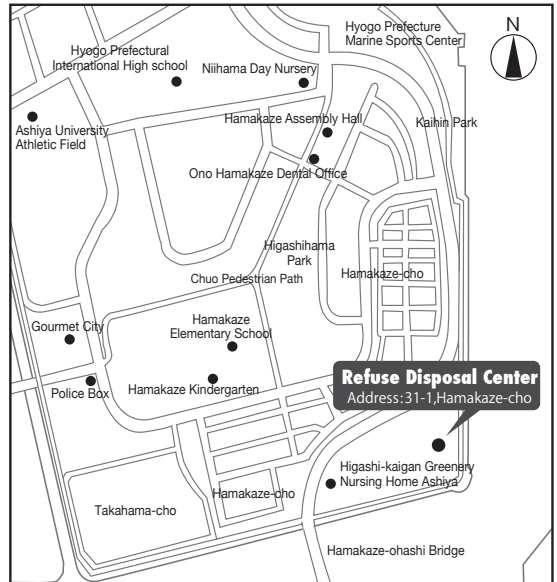 Hyogo Prefecture
Marine Sports Center
N
Hyogo Prefectural
International High school
Niihama Day Nursery
Ashiya University
Athletic Field
Hamakaze Assembly Hall
Kaihin Park
Ono Hamakaze Dental Office
Higashihama
Park
Hamakaze-cho
Chuo Pedestrian Path
Gourmet City
Hamakaze
Elementary School
Police Box
Hamakaze Kindergarten
Refuse Disposal Center
Address:31-1,Hamakaze-cho
Higashi-kaigan Greenery
Nursing Home Ashiya
Hamakaze-cho
Takahama-cho
Hamakaze-ohashi Bridge